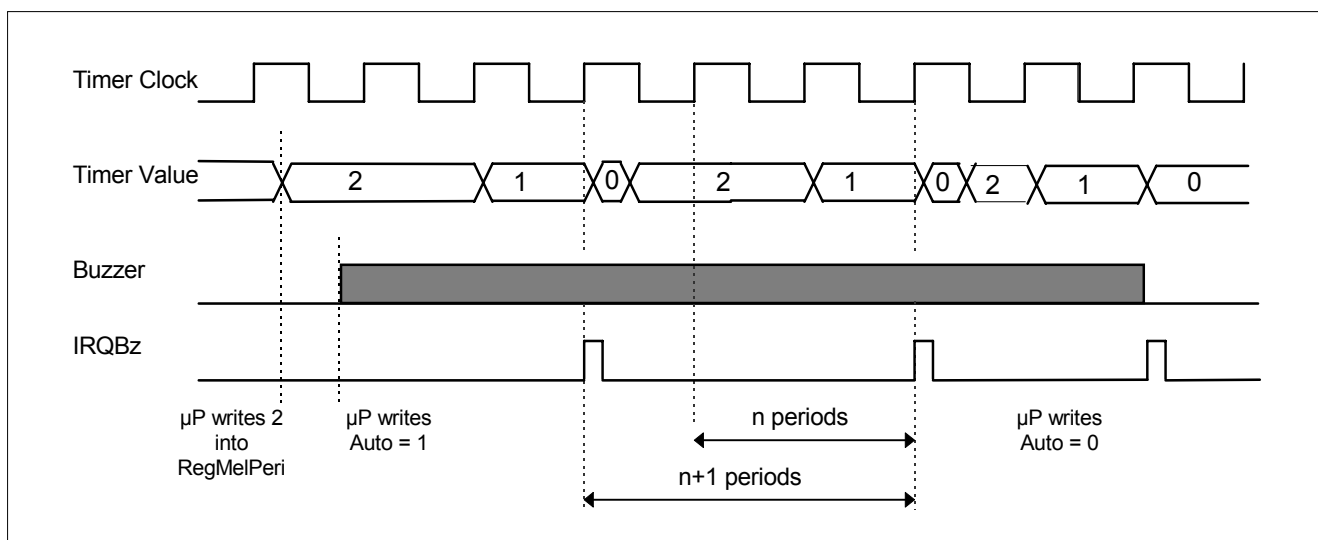 Timer Clock
Timer Value
2 1 0 2 1 0 2 1 0
Buzzer
IRQBz
µP writes 2
into
RegMelPeri
µP writes
Auto = 1
n periods
n+1 periods
µP writes
Auto = 0